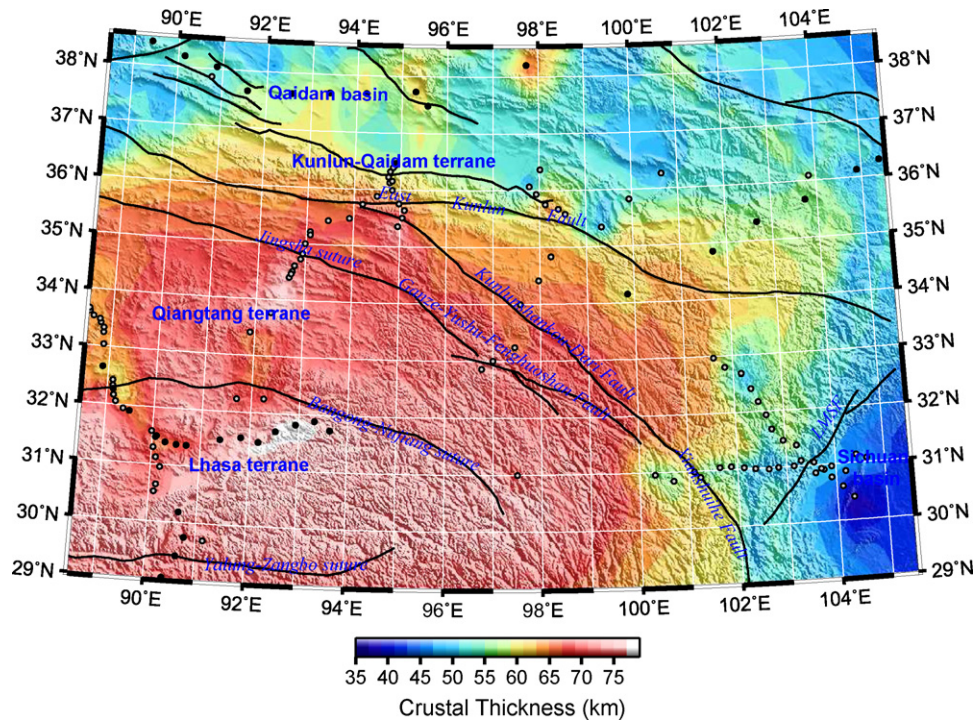 90°E 92°E 94°E 96°E 98°E 100°E 102°E 104°E
38°N 38°N
37°N 37°N
36°N 36°N
35°N 35°N
34°N 34°N
33°N 33°N
32°N 32°N
31°N 31°N
30°N 30°N
29°N 29°N
Qaidam basin
Kunlun-Qaidam terrane
East Kunlun Fault
Jingsha suture
Ganze-Yushu-Fenghuoshan Fault
Qiangtang terrane
Bangong-Nujiang suture
Lhasa terrane
LMSF
Sichuan
basin
Xianshuihe Fault
Yalung-Zangbo suture
90°E 92°E 94°E 96°E 98°E 100°E 102°E 104°E
35 40 45 50 55 60 65 70 75
Crustal Thickness (km)